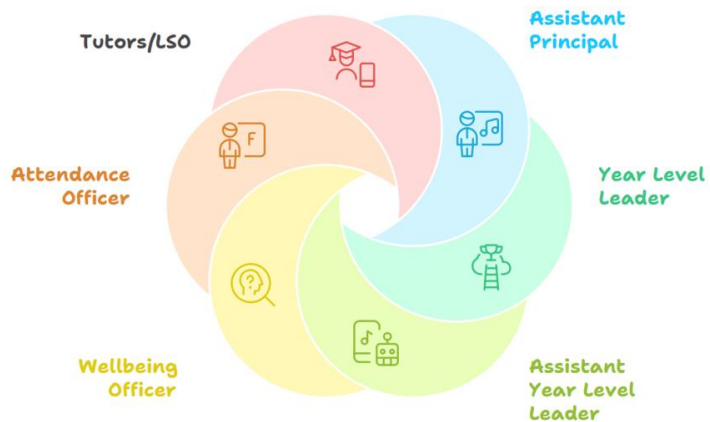 Tutors/LSO
Assistant
Principal
Attendance
Officer
F
Year Level
Leader
Wellbeing
Officer
Assistant
Year Level
Leader